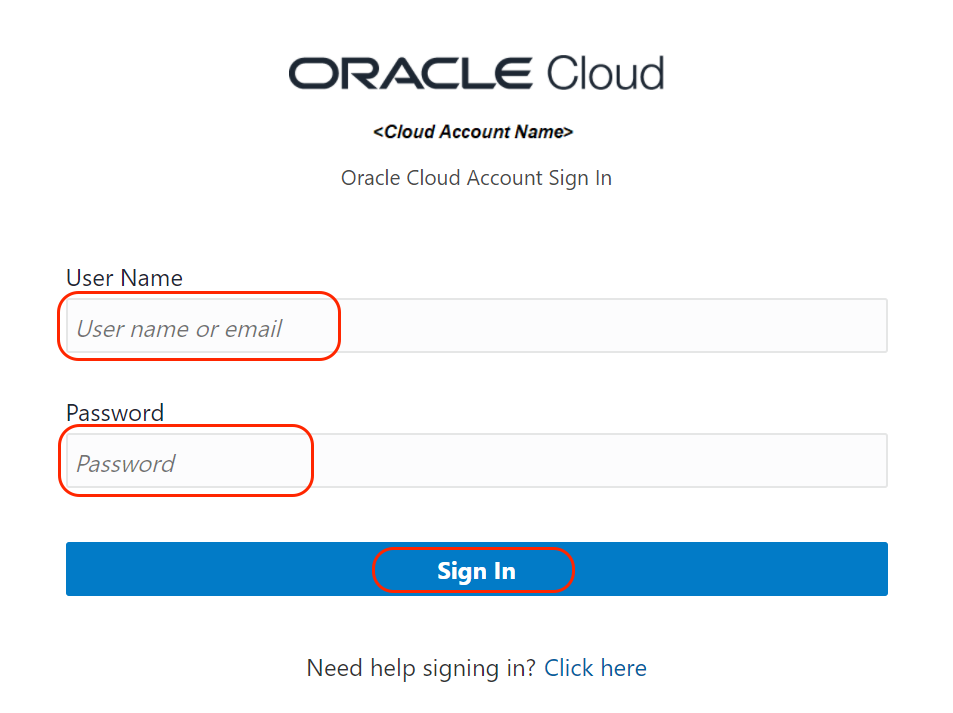 ORACLE Cloud
<Cloud Account Name>
Oracle Cloud Account Sign In
User Name
User name or email
Password
Password
Sign In
Need help signing in? Click here